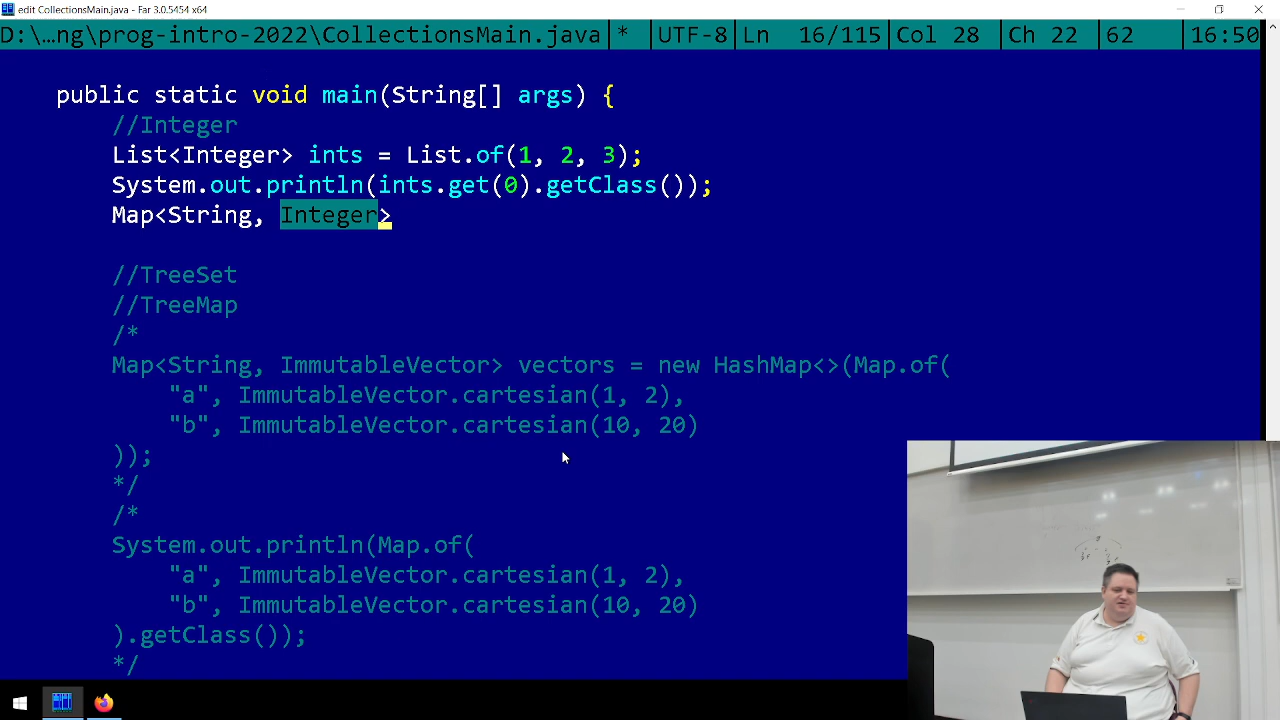 edit CollectionsMain.java - Far 3.0.5454 x64
D:\…ng\prog-intro-2022\CollectionsMain.java * UTF-8 Ln 16/115 Col 28 Ch 22 62 16:50
public static void main(String[] args) {
//Integer
List<Integer> ints = List.of(1, 2, 3);
System.out.println(ints.get(0).getClass());
Map<String, Integer>
//TreeSet
//TreeMap
/*
Map<String, ImmutableVector> vectors = new HashMap<>(Map.of(
"a", ImmutableVector.cartesian(1, 2),
"b", ImmutableVector.cartesian(10, 20)
));
*/
/*
System.out.println(Map.of(
"a", ImmutableVector.cartesian(1, 2),
"b", ImmutableVector.cartesian(10, 20)
).getClass());
*/